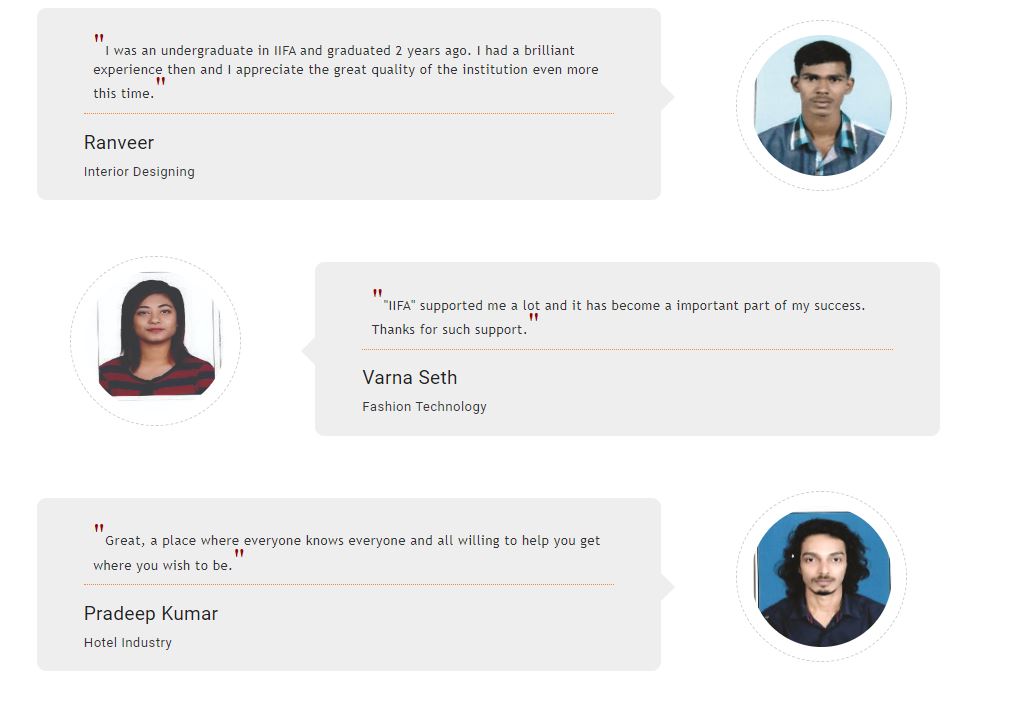 "I was an undergraduate in IIFA and graduated 2 years ago. I had a brilliant
experience then and I appreciate the great quality of the institution even more
this time."
Ranveer
Interior Designing
""IIFA" supported me a lot and it has become a important part of my success.
Thanks for such support."
Varna Seth
Fashion Technology
"Great, a place where everyone knows everyone and all willing to help you get
where you wish to be."
Pradeep Kumar
Hotel Industry